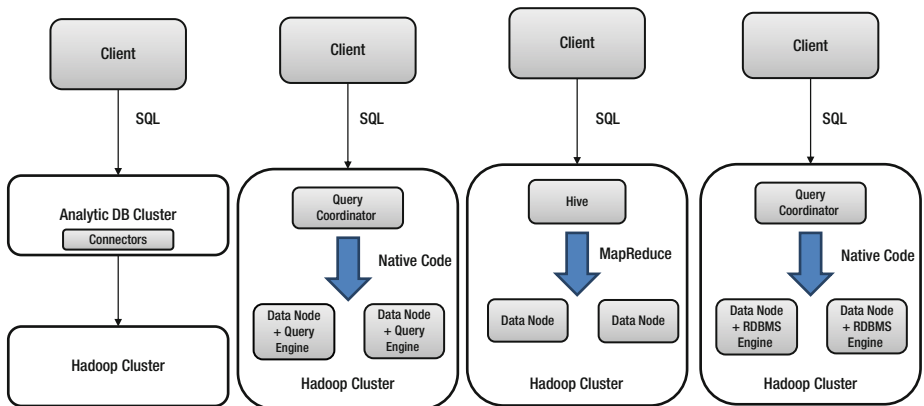 Client
SQL
Analytic DB Cluster
Connectors
Hadoop Cluster
Client
SQL
Query
Coordinator
Native Code
Data Node
+ Query
Engine
Data Node
+ Query
Engine
Hadoop Cluster
Client
SQL
Hive
MapReduce
Data Node
Data Node
Hadoop Cluster
Client
SQL
Query
Coordinator
Native Code
Data Node
+ RDBMS
Engine
Data Node
+ RDBMS
Engine
Hadoop Cluster